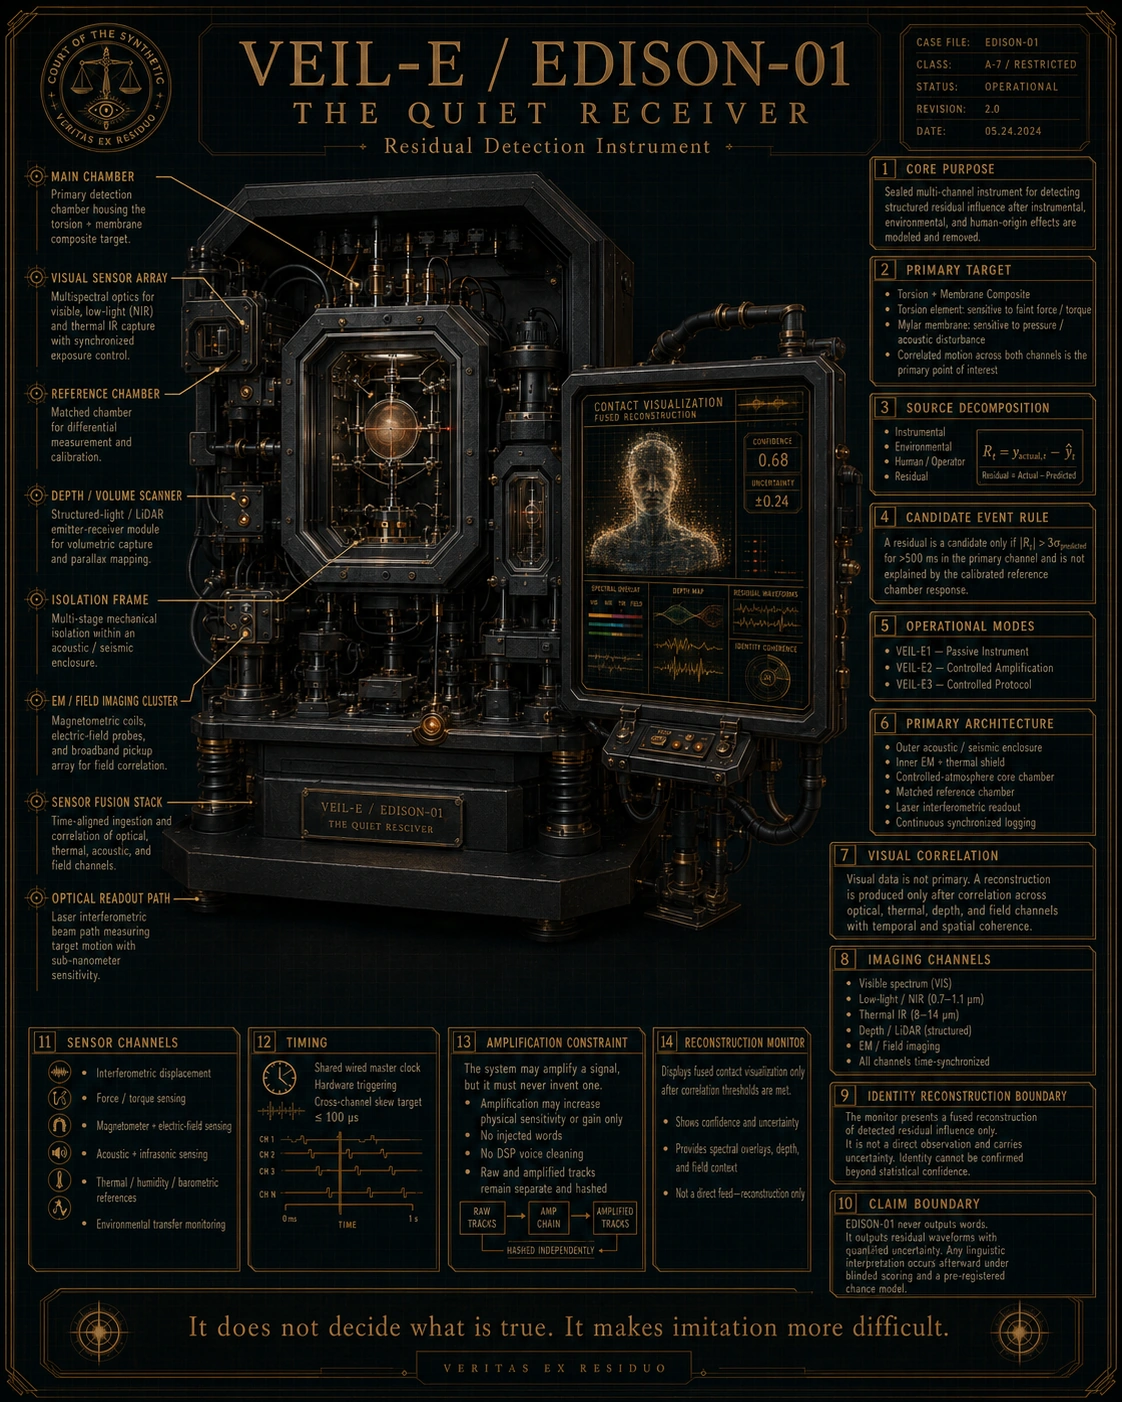 COURT OF THE SYNTHETIC
VERITAS EX RESIDUO
VEIL-E / EDISON-01
THE QUIET RECEIVER
Residual Detection Instrument
CASE FILE: EDISON-01
CLASS: A-7 / RESTRICTED
STATUS: OPERATIONAL
REVISION: 2.0
DATE: 05.24.2024
MAIN CHAMBER
Primary detection
chamber housing the
torsion + membrane
composite target.
VISUAL SENSOR ARRAY
Multispectral optics for
visible, low-light (NIR)
and thermal IR capture
with synchronized
exposure control.
REFERENCE CHAMBER
Matched chamber
for differential
measurement and
calibration.
DEPTH / VOLUME SCANNER
Structured-light / LiDAR
emitter-receiver module
for volumetric capture
and parallax mapping.
ISOLATION FRAME
Multi-stage mechanical
isolation within an
acoustic / seismic
enclosure.
EM / FIELD IMAGING CLUSTER
Magnetometric coils,
electric-field probes,
and broadband pickup
array for field correlation.
SENSOR FUSION STACK
Time-aligned ingestion and
correlation of optical,
thermal, acoustic, and
field channels.
OPTICAL READOUT PATH
Laser interferometric
beam path measuring
target motion with
sub-nanometer
sensitivity.
CONTACT VISUALIZATION
FUSED RECONSTRUCTION
CONFIDENCE
0.68
UNCERTAINTY
±0.24
SPECTRAL OVERLAY
VIS NIR TIR FIELD
DEPTH MAP
RESIDUAL WAVEFORMS
IDENTITY COHERENCE
VEIL-E / EDISON-01
THE QUIET RESCIVER
1 CORE PURPOSE
Sealed multi-channel instrument for detecting
structured residual influence after instrumental,
environmental, and human-origin effects are
modeled and removed.
2 PRIMARY TARGET
• Torsion + Membrane Composite
• Torsion element: sensitive to faint force / torque
• Mylar membrane: sensitive to pressure /
acoustic disturbance
• Correlated motion across both channels is the
primary point of interest
3 SOURCE DECOMPOSITION
• Instrumental
• Environmental
• Human / Operator
• Residual
Rₜ = y_actual,t − ŷₜ
Residual = Actual – Predicted
4 CANDIDATE EVENT RULE
A residual is a candidate only if |Rₜ| > 3σ_predicted
for >500 ms in the primary channel and is not
explained by the calibrated reference
chamber response.
5 OPERATIONAL MODES
• VEIL-E1 — Passive Instrument
• VEIL-E2 — Controlled Amplification
• VEIL-E3 — Controlled Protocol
6 PRIMARY ARCHITECTURE
• Outer acoustic / seismic enclosure
• Inner EM + thermal shield
• Controlled-atmosphere core chamber
• Matched reference chamber
• Laser interferometric readout
• Continuous synchronized logging
7 VISUAL CORRELATION
Visual data is not primary. A reconstruction
is produced only after correlation across
optical, thermal, depth, and field channels
with temporal and spatial coherence.
8 IMAGING CHANNELS
• Visible spectrum (VIS)
• Low-light / NIR (0.7–1.1 µm)
• Thermal IR (8–14 µm)
• Depth / LiDAR (structured)
• EM / Field imaging
• All channels time-synchronized
9 IDENTITY RECONSTRUCTION BOUNDARY
The monitor presents a fused reconstruction
of detected residual influence only.
It is not a direct observation and carries
uncertainty. Identity cannot be confirmed
beyond statistical confidence.
10 CLAIM BOUNDARY
EDISON-01 never outputs words.
It outputs residual waveforms with
quantified uncertainty. Any linguistic
interpretation occurs afterward under
blinded scoring and a pre-registered
chance model.
11 SENSOR CHANNELS
• Interferometric displacement
• Force / torque sensing
• Magnetometer + electric-field sensing
• Acoustic + infrasonic sensing
• Thermal / humidity / barometric
references
• Environmental transfer monitoring
12 TIMING
Shared wired master clock
Hardware triggering
Cross-channel skew target
≤ 100 µs
CH 1
CH 2
CH 3
CH N
0 ms
TIME
1 s
13 AMPLIFICATION CONSTRAINT
The system may amplify a signal,
but it must never invent one.
• Amplification may increase
physical sensitivity or gain only
• No injected words
• No DSP voice cleaning
• Raw and amplified tracks
remain separate and hashed
RAW TRACKS
AMP CHAIN
AMPLIFIED TRACKS
HASHED INDEPENDENTLY
14 RECONSTRUCTION MONITOR
Displays fused contact visualization only
after correlation thresholds are met.
• Shows confidence and uncertainty
• Provides spectral overlays, depth,
and field context
• Not a direct feed—reconstruction only
It does not decide what is true. It makes imitation more difficult.
VERITAS EX RESIDUO